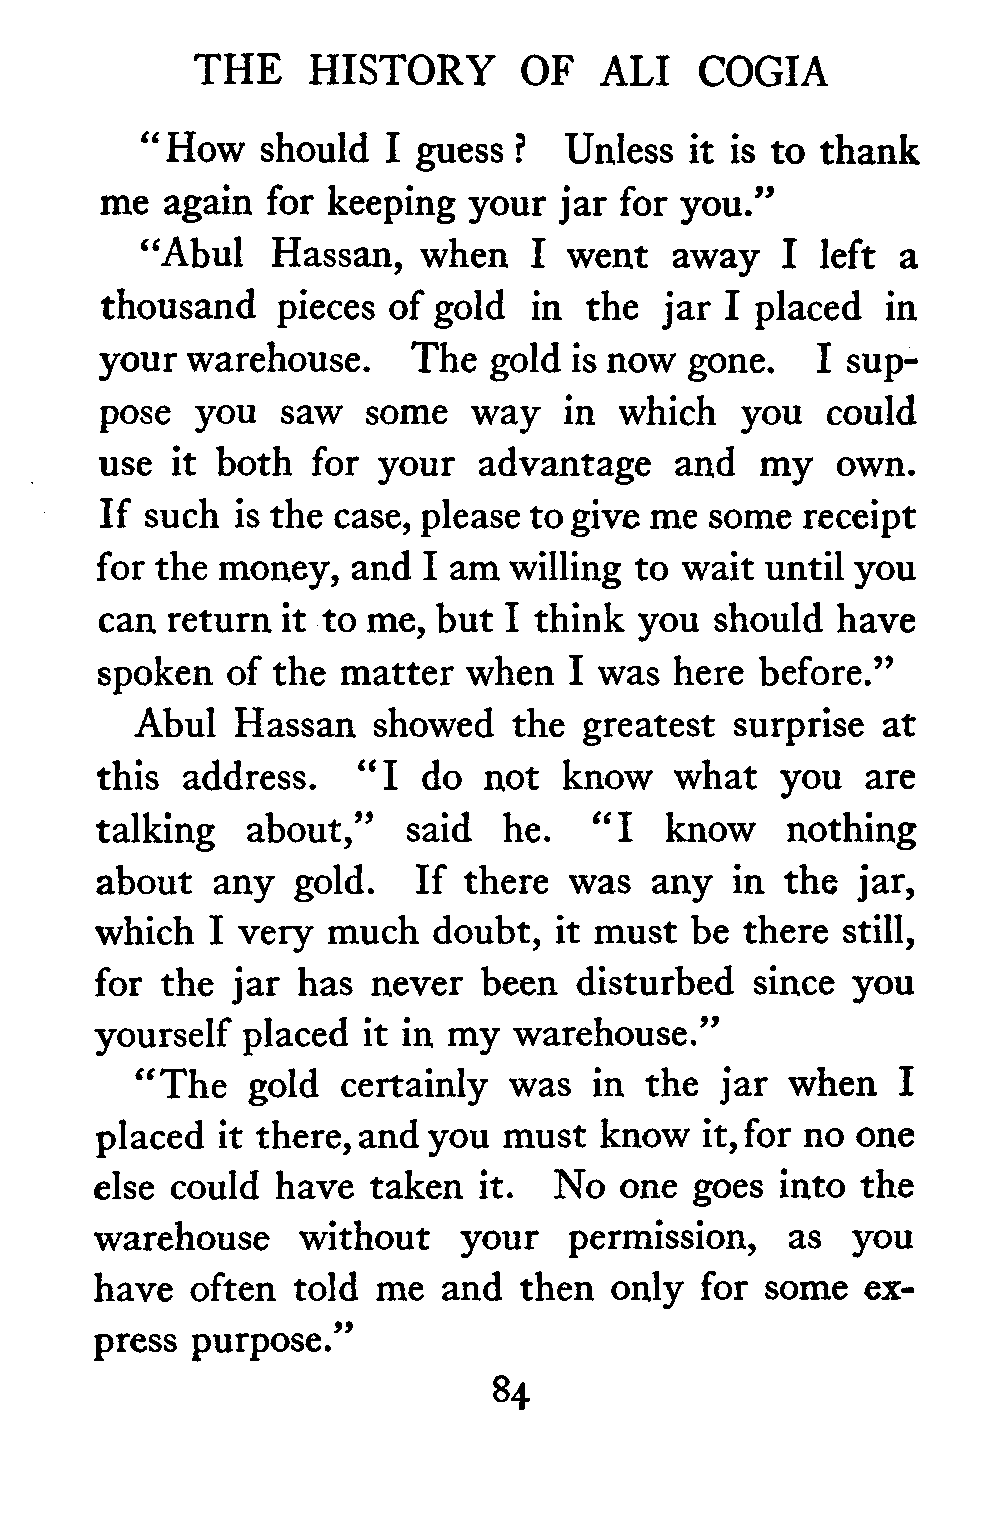 THE HISTORY OF ALI COGIA
“How should I guess? Unless it is to thank
me again for keeping your jar for you.”
“Abul Hassan, when I went away I left a
thousand pieces of gold in the jar I placed in
your warehouse. The gold is now gone. I sup-
pose you saw some way in which you could
use it both for your advantage and my own.
If such is the case, please to give me some receipt
for the money, and I am willing to wait until you
can return it to me, but I think you should have
spoken of the matter when I was here before.”
Abul Hassan showed the greatest surprise at
this address. “I do not know what you are
talking about,” said he. “I know nothing
about any gold. If there was any in the jar,
which I very much doubt, it must be there still,
for the jar has never been disturbed since you
yourself placed it in my warehouse.”
“The gold certainly was in the jar when I
placed it there, and you must know it, for no one
else could have taken it. No one goes into the
warehouse without your permission, as you
have often told me and then only for some ex-
press purpose.”
84